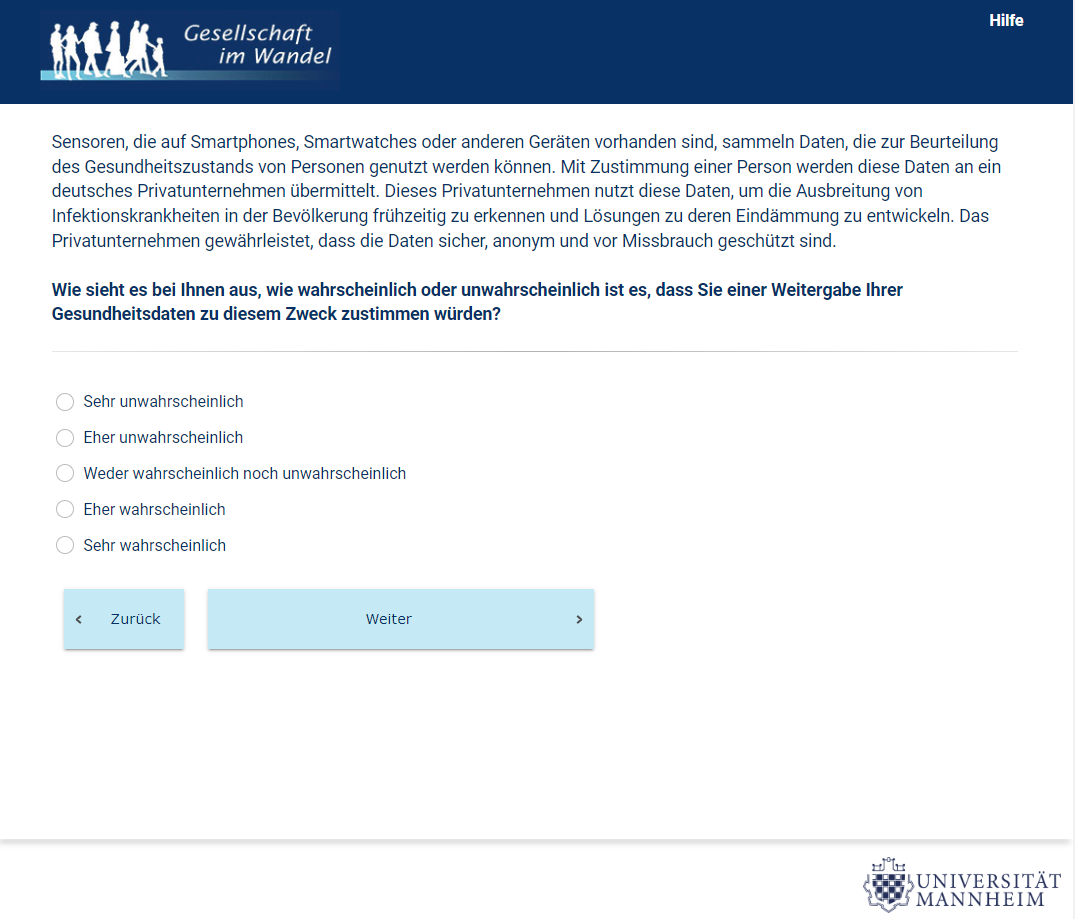 Gesellschaft
im Wandel
Hilfe
Sensoren, die auf Smartphones, Smartwatches oder anderen Geräten vorhanden sind, sammeln Daten, die zur Beurteilung
des Gesundheitszustands von Personen genutzt werden können. Mit Zustimmung einer Person werden diese Daten an ein
deutsches Privatunternehmen übermittelt. Dieses Privatunternehmen nutzt diese Daten, um die Ausbreitung von
Infektionskrankheiten in der Bevölkerung frühzeitig zu erkennen und Lösungen zu deren Eindämmung zu entwickeln. Das
Privatunternehmen gewährleistet, dass die Daten sicher, anonym und vor Missbrauch geschützt sind.
Wie sieht es bei Ihnen aus, wie wahrscheinlich oder unwahrscheinlich ist es, dass Sie einer Weitergabe Ihrer
Gesundheitsdaten zu diesem Zweck zustimmen würden?
Sehr unwahrscheinlich
Eher unwahrscheinlich
Weder wahrscheinlich noch unwahrscheinlich
Eher wahrscheinlich
Sehr wahrscheinlich
Zurück
Weiter
UNIVERSITÄT
MANNHEIM